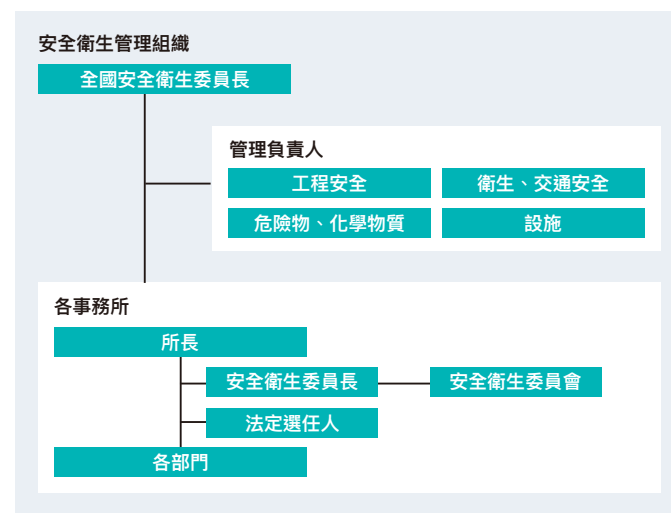 安全衛生管理組織
全國安全衛生委員長
管理負責人
工程安全
衛生、交通安全
危險物、化學物質
設施
各事務所
所長
安全衛生委員長
安全衛生委員會
法定選任人
各部門